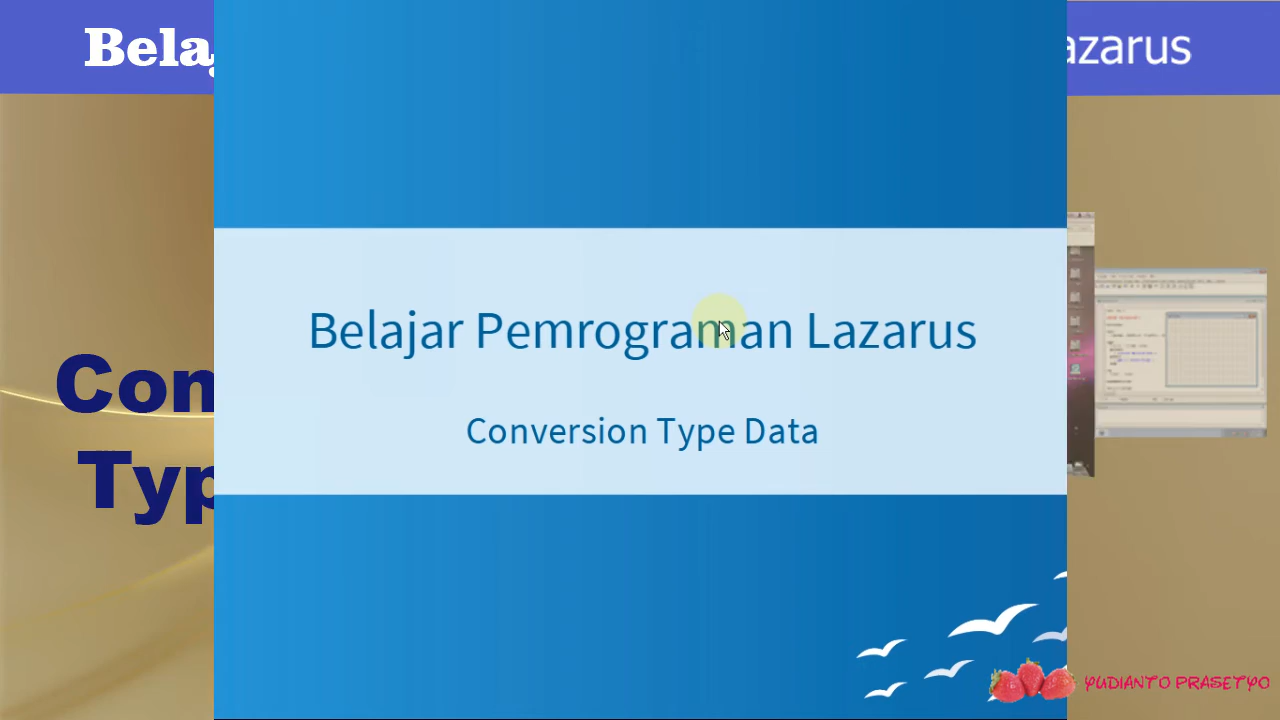 Bela
azarus
Belajar Pemrograman Lazarus
Conversion Type Data
Con
Typ
YUDIANTO PRASETYO